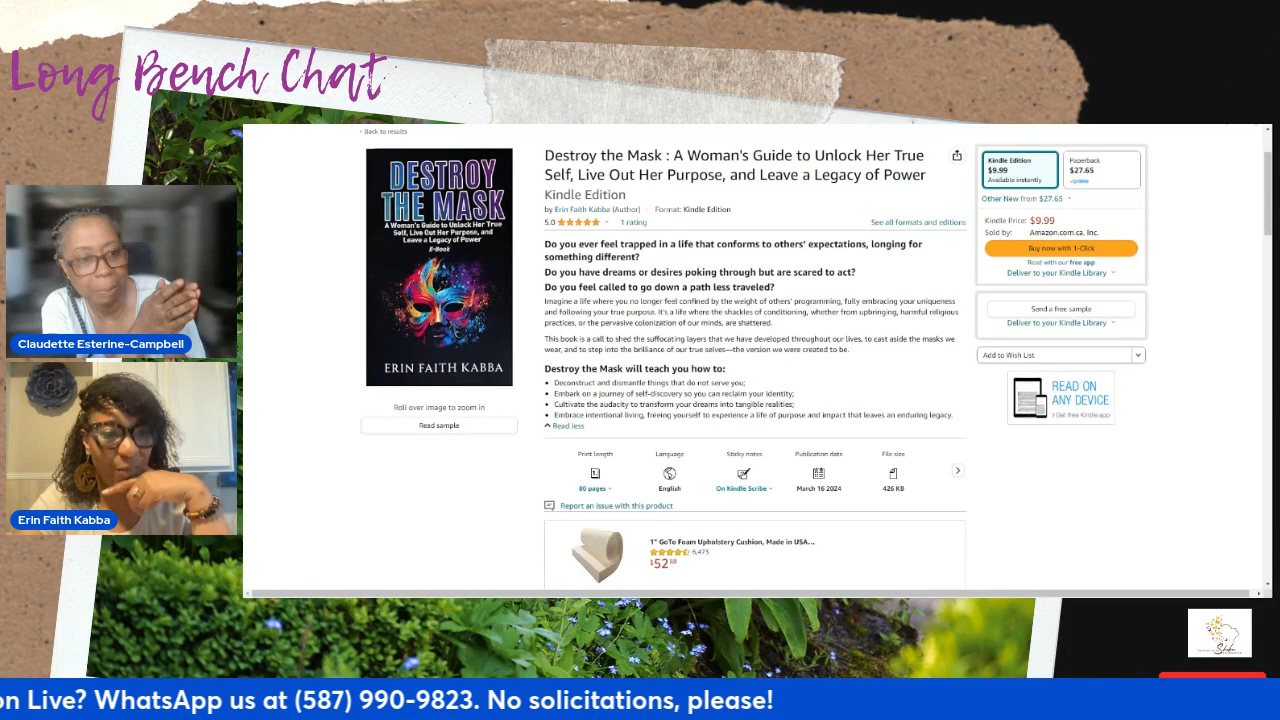 Long Bench Chat
Back to results
DESTROY
THE MASK
A Woman's Guide to Unlock Her True
Self, Live Out Her Purpose, and
Leave a Legacy of Power
E-Book
ERIN FAITH KABBA
Roll over image to zoom in
Read sample
Destroy the Mask : A Woman's Guide to Unlock Her True
Self, Live Out Her Purpose, and Leave a Legacy of Power
Kindle Edition
by Erin Faith Kabba (Author) Format: Kindle Edition
5.0 1 rating
See all formats and editions
Do you ever feel trapped in a life that conforms to others' expectations, longing for
something different?
Do you have dreams or desires poking through but are scared to act?
Do you feel called to go down a path less traveled?
Imagine a life where you no longer feel confined by the weight of others' programming, fully embracing your uniqueness
and following your true purpose. It's a life where the shackles of conditioning, whether from upbringing, harmful religious
practices, or the pervasive colonization of our minds, are shattered.
This book is a call to shed the suffocating layers that we have developed throughout our lives, to cast aside the masks we
wear, and to step into the brilliance of our true selves—the version we were created to be.
Destroy the Mask will teach you how to:
• Deconstruct and dismantle things that do not serve you;
• Embark on a journey of self-discovery so you can reclaim your identity;
• Cultivate the audacity to transform your dreams into tangible realities;
• Embrace intentional living, freeing yourself to experience a life of purpose and impact that leaves an enduring legacy.
Read less
Print length
80 pages
Language
English
Sticky notes
On Kindle Scribe
Publication date
March 16 2024
File size
426 KB
Report an issue with this product
1" GoTo Foam Upholstery Cushion, Made in USA...
6,473
$52 88
Kindle Edition
$9.99
Available instantly
Paperback
$27.65
prime
Other New from $27.65
Kindle Price: $9.99
Sold by: Amazon.com.ca, Inc.
Buy now with 1-Click
Read with our free app
Deliver to your Kindle Library
Send a free sample
Deliver to your Kindle Library
Add to Wish List
READ ON
ANY DEVICE
Get free Kindle app
Claudette Esterine-Campbell
Erin Faith Kabba
on Live? WhatsApp us at (587) 990-9823. No solicitations, please!